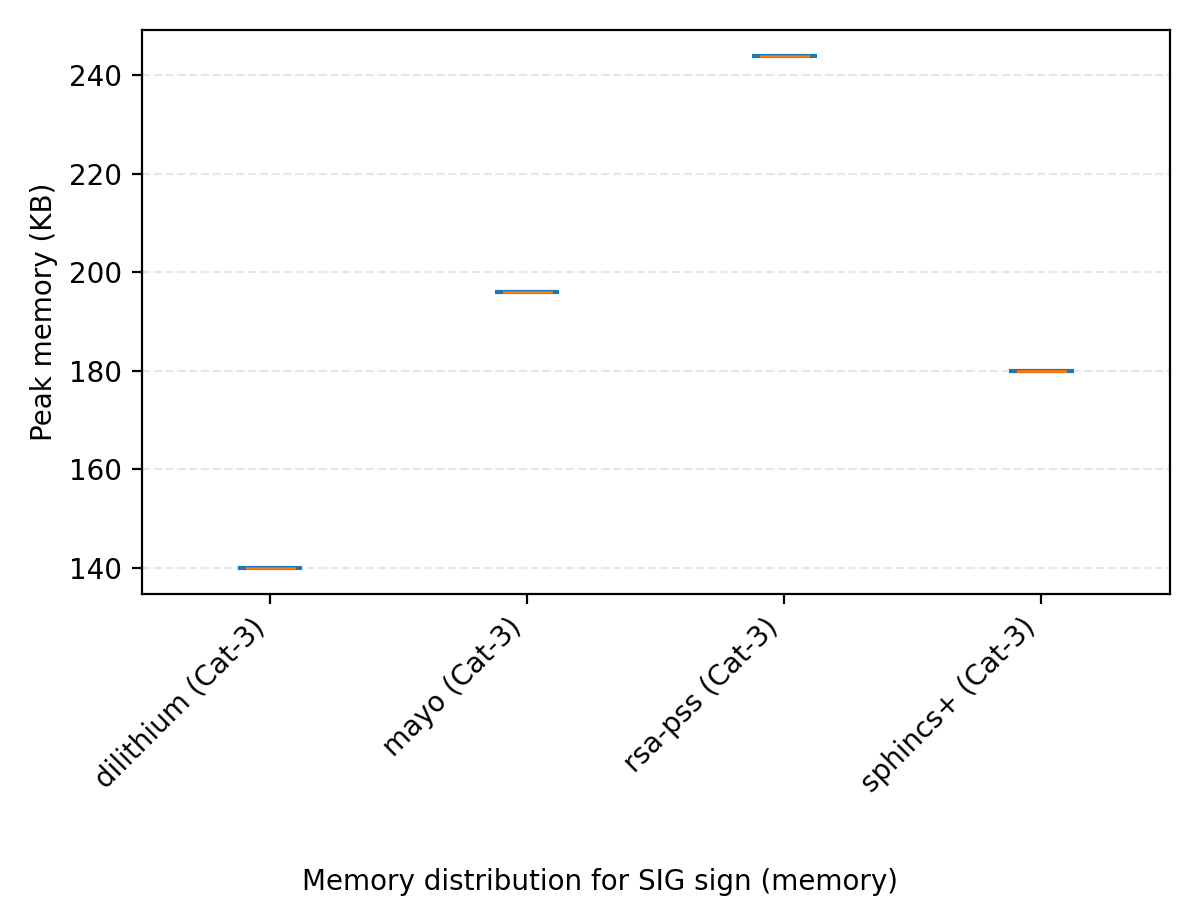 240
220
200
180
160
140
Peak memory (KB)
dilithium (Cat-3)
mayo (Cat-3)
rsa-pss (Cat-3)
sphincs+ (Cat-3)
Memory distribution for SIG sign (memory)